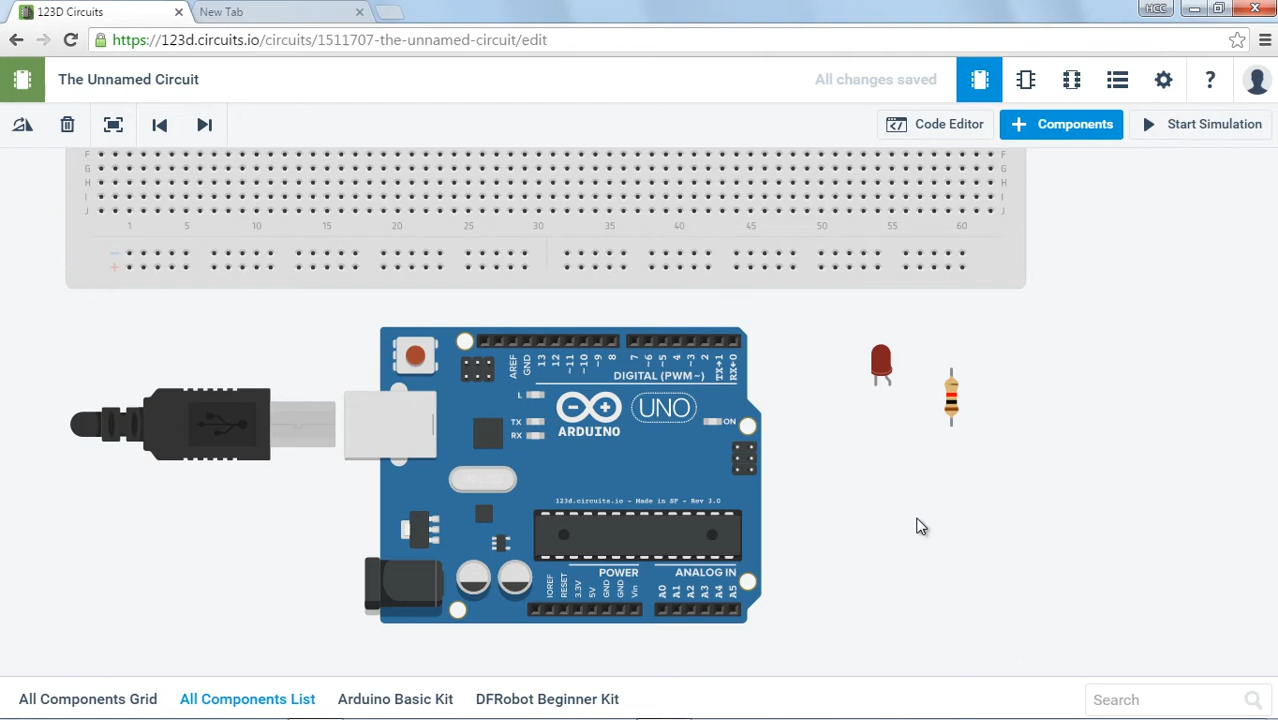 123D Circuits
New Tab
HCC
https://123d.circuits.io/circuits/1511707-the-unnamed-circuit/edit
The Unnamed Circuit
All changes saved
?
Code Editor
+ Components
Start Simulation
F F
G G
H H
I I
J J
1 5 10 15 20 25 30 35 40 45 50 55 60
−
+
AREF GND 13 12 ~11 ~10 ~9 8 7 ~6 ~5 4 ~3 2 TX→1 RX←0
DIGITAL (PWM~)
L
TX
RX
ARDUINO
UNO
ON
123d.circuits.io - Made in SF - Rev 3.0
POWER
ANALOG IN
IOREF RESET 3.3V 5V GND GND Vin A0 A1 A2 A3 A4 A5
All Components Grid
All Components List
Arduino Basic Kit
DFRobot Beginner Kit
Search